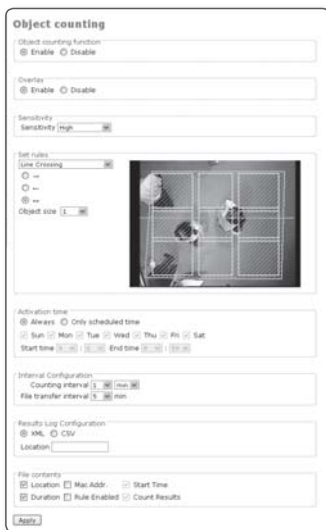 Object counting
Object counting function
Enable Disable
Overlay
Enable Disable
Sensitivity
Sensitivity High
Set rules
Line Crossing
→
←
↔
Object size 1
Activation time
Always Only scheduled time
Sun Mon Tue Wed Thu Fri Sat
Start time : End time :
Interval Configuration
Counting interval 1 min
File transfer interval 5 min
Results Log Configuration
XML CSV
Location
File contents
Location Mac Addr. Start Time
Duration Rule Enabled Count Results
Apply